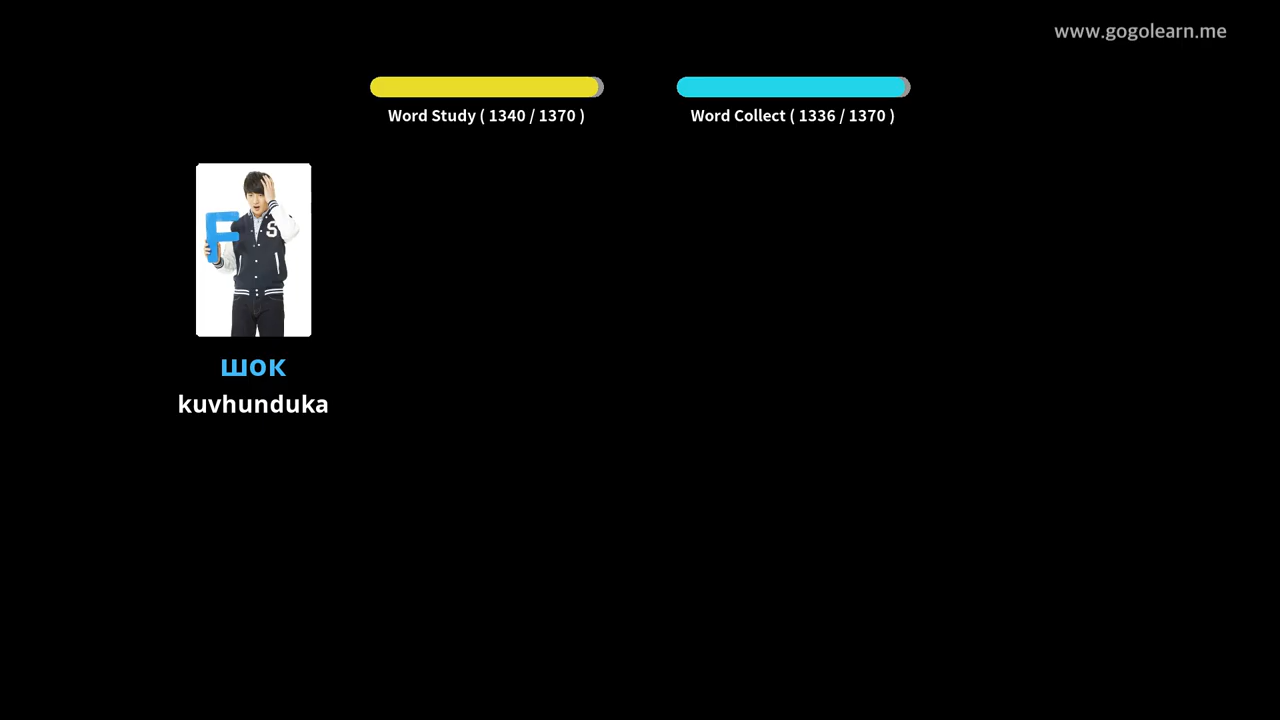 www.gogolearn.me
Word Study ( 1340 / 1370 )
Word Collect ( 1336 / 1370 )
F
S
шок
kuvhunduka